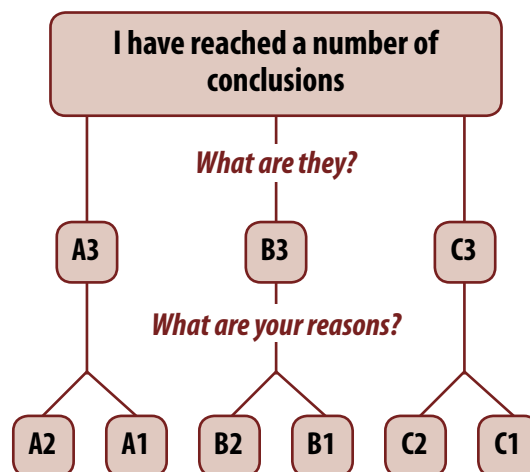 I have reached a number of
conclusions
What are they?
A3 B3 C3
What are your reasons?
A2 A1 B2 B1 C2 C1